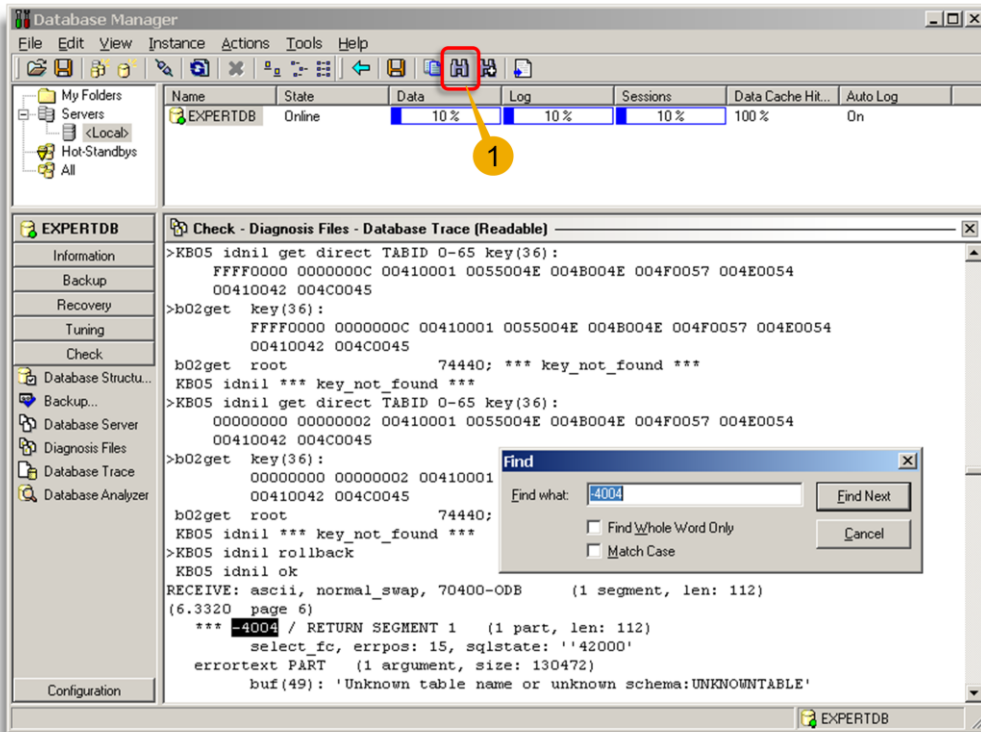 Database Manager
File Edit View Instance Actions Tools Help
1
My Folders
Servers
<Local>
Hot-Standbys
All
Name State Data Log Sessions Data Cache Hit... Auto Log
EXPERTDB Online 10 % 10 % 10 % 100 % On
EXPERTDB
Information
Backup
Recovery
Tuning
Check
Database Structu...
Backup...
Database Server
Diagnosis Files
Database Trace
Database Analyzer
Configuration
Check - Diagnosis Files - Database Trace (Readable)
>KB05 idnil get direct TABID 0-65 key(36):
FFFF0000 0000000C 00410001 0055004E 004B004E 004F0057 004E0054
00410042 004C0045
>b02get key(36):
FFFF0000 0000000C 00410001 0055004E 004B004E 004F0057 004E0054
00410042 004C0045
b02get root 74440; *** key_not_found ***
KB05 idnil *** key_not_found ***
>KB05 idnil get direct TABID 0-65 key(36):
00000000 00000002 00410001 0055004E 004B004E 004F0057 004E0054
00410042 004C0045
>b02get key(36):
00000000 00000002 00410001
00410042 004C0045
b02get root 74440;
KB05 idnil *** key_not_found ***
>KB05 idnil rollback
KB05 idnil ok
RECEIVE: ascii, normal_swap, 70400-ODB (1 segment, len: 112)
(6.3320 page 6)
*** -4004 / RETURN SEGMENT 1 (1 part, len: 112)
select_fc, errpos: 15, sqlstate: ''42000'
errortext PART (1 argument, size: 130472)
buf(49): 'Unknown table name or unknown schema:UNKNOWNTABLE'
Find
Find what: -4004 Find Next
Find Whole Word Only
Match Case
Cancel
EXPERTDB